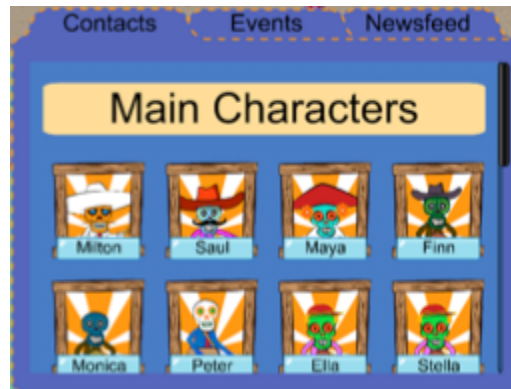 Contacts Events Newsfeed
Main Characters
Milton Saul Maya Finn
Monica Peter Ella Stella